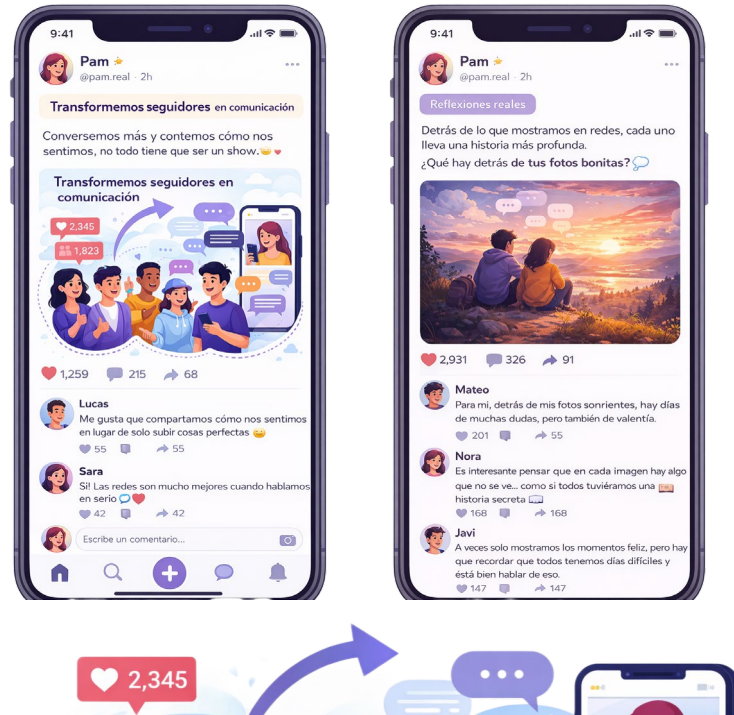 9:41
Pam
@pam.real · 2h
Transformemos seguidores en comunicación
Conversemos más y contemos cómo nos
sentimos, no todo tiene que ser un show.
Transformemos seguidores en
comunicación
2,345
1,823
1,259 215 68
Lucas
Me gusta que compartamos cómo nos sentimos
en lugar de solo subir cosas perfectas
55 55
Sara
Si! Las redes son mucho mejores cuando hablamos
en serio
42 42
Escribe un comentario...
9:41
Pam
@pam.real · 2h
Reflexiones reales
Detrás de lo que mostramos en redes, cada uno
lleva una historia más profunda.
¿Qué hay detrás de tus fotos bonitas?
2,931 326 91
Mateo
Para mi, detrás de mis fotos sonrientes, hay días
de muchas dudas, pero también de valentía.
201 55
Nora
Es interesante pensar que en cada imagen hay algo
que no se ve... como si todos tuviéramos una
historia secreta
168 168
Javi
A veces solo mostramos los momentos feliz, pero hay
que recordar que todos tenemos días difíciles y
éstá bien hablar de eso.
147 147
2,345